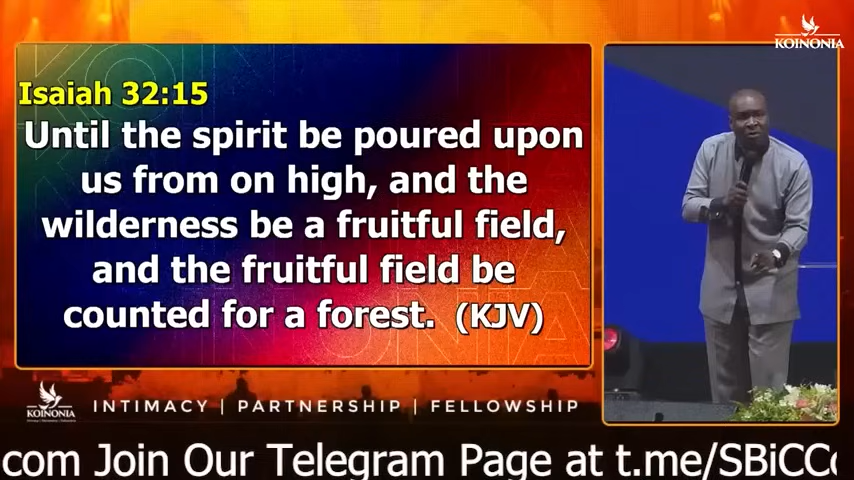 KOINONIA
Isaiah 32:15
Until the spirit be poured upon
us from on high, and the
wilderness be a fruitful field,
and the fruitful field be
counted for a forest. (KJV)
KOINONIA
INTIMACY | PARTNERSHIP | FELLOWSHIP
com Join Our Telegram Page at t.me/SBiCC